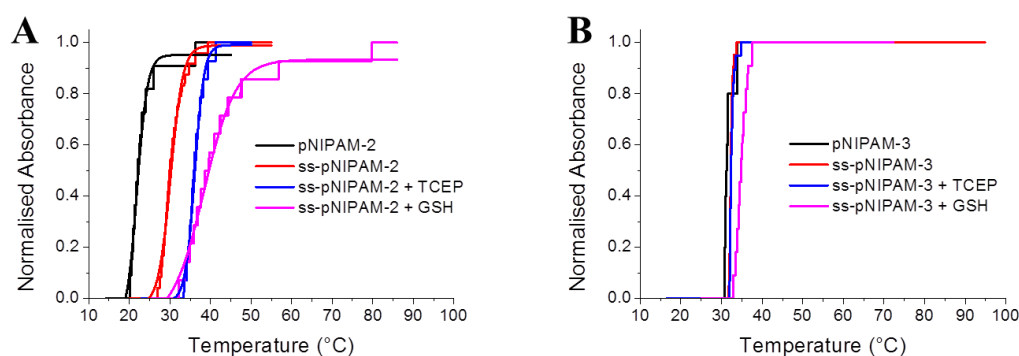 A
Normalised Absorbance
1.0
0.8
0.6
0.4
0.2
0.0
pNIPAM-2
ss-pNIPAM-2
ss-pNIPAM-2 + TCEP
ss-pNIPAM-2 + GSH
10 20 30 40 50 60 70 80 90 100
Temperature (°C)
B
Normalised Absorbance
1.0
0.8
0.6
0.4
0.2
0.0
pNIPAM-3
ss-pNIPAM-3
ss-pNIPAM-3 + TCEP
ss-pNIPAM-3 + GSH
10 20 30 40 50 60 70 80 90 100
Temperature (°C)